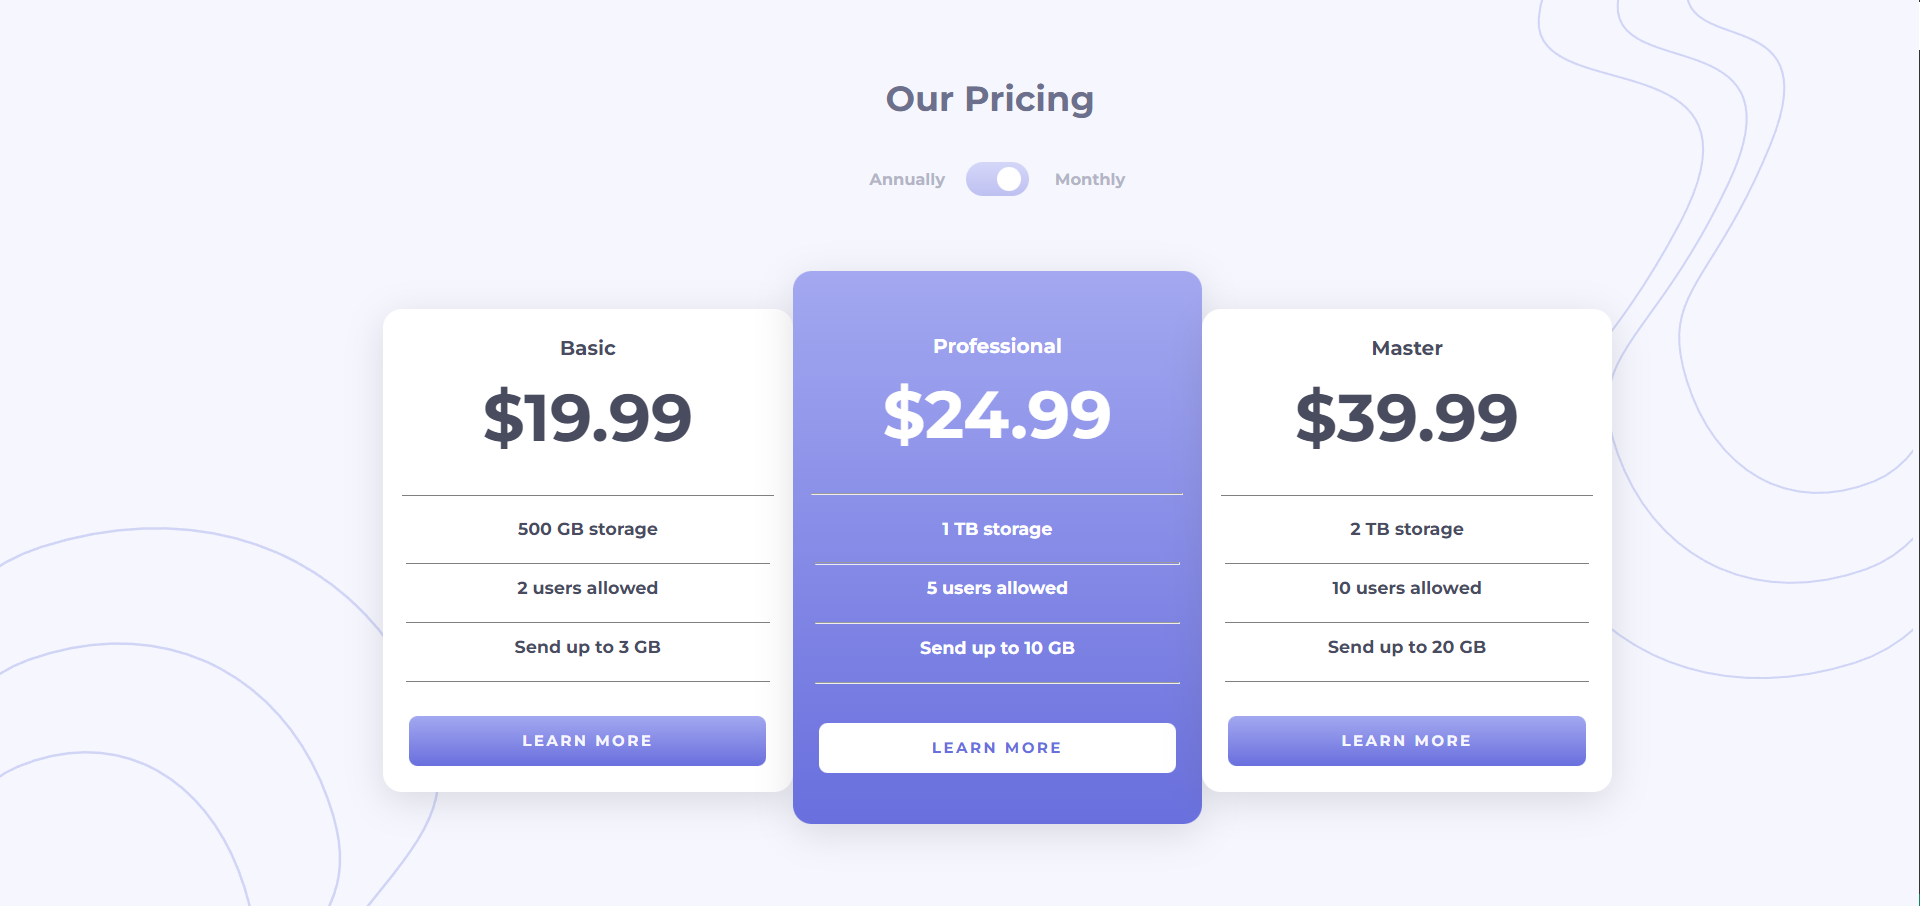 Our Pricing
Annually Monthly
Basic
$19.99
500 GB storage
2 users allowed
Send up to 3 GB
LEARN MORE
Professional
$24.99
1 TB storage
5 users allowed
Send up to 10 GB
LEARN MORE
Master
$39.99
2 TB storage
10 users allowed
Send up to 20 GB
LEARN MORE